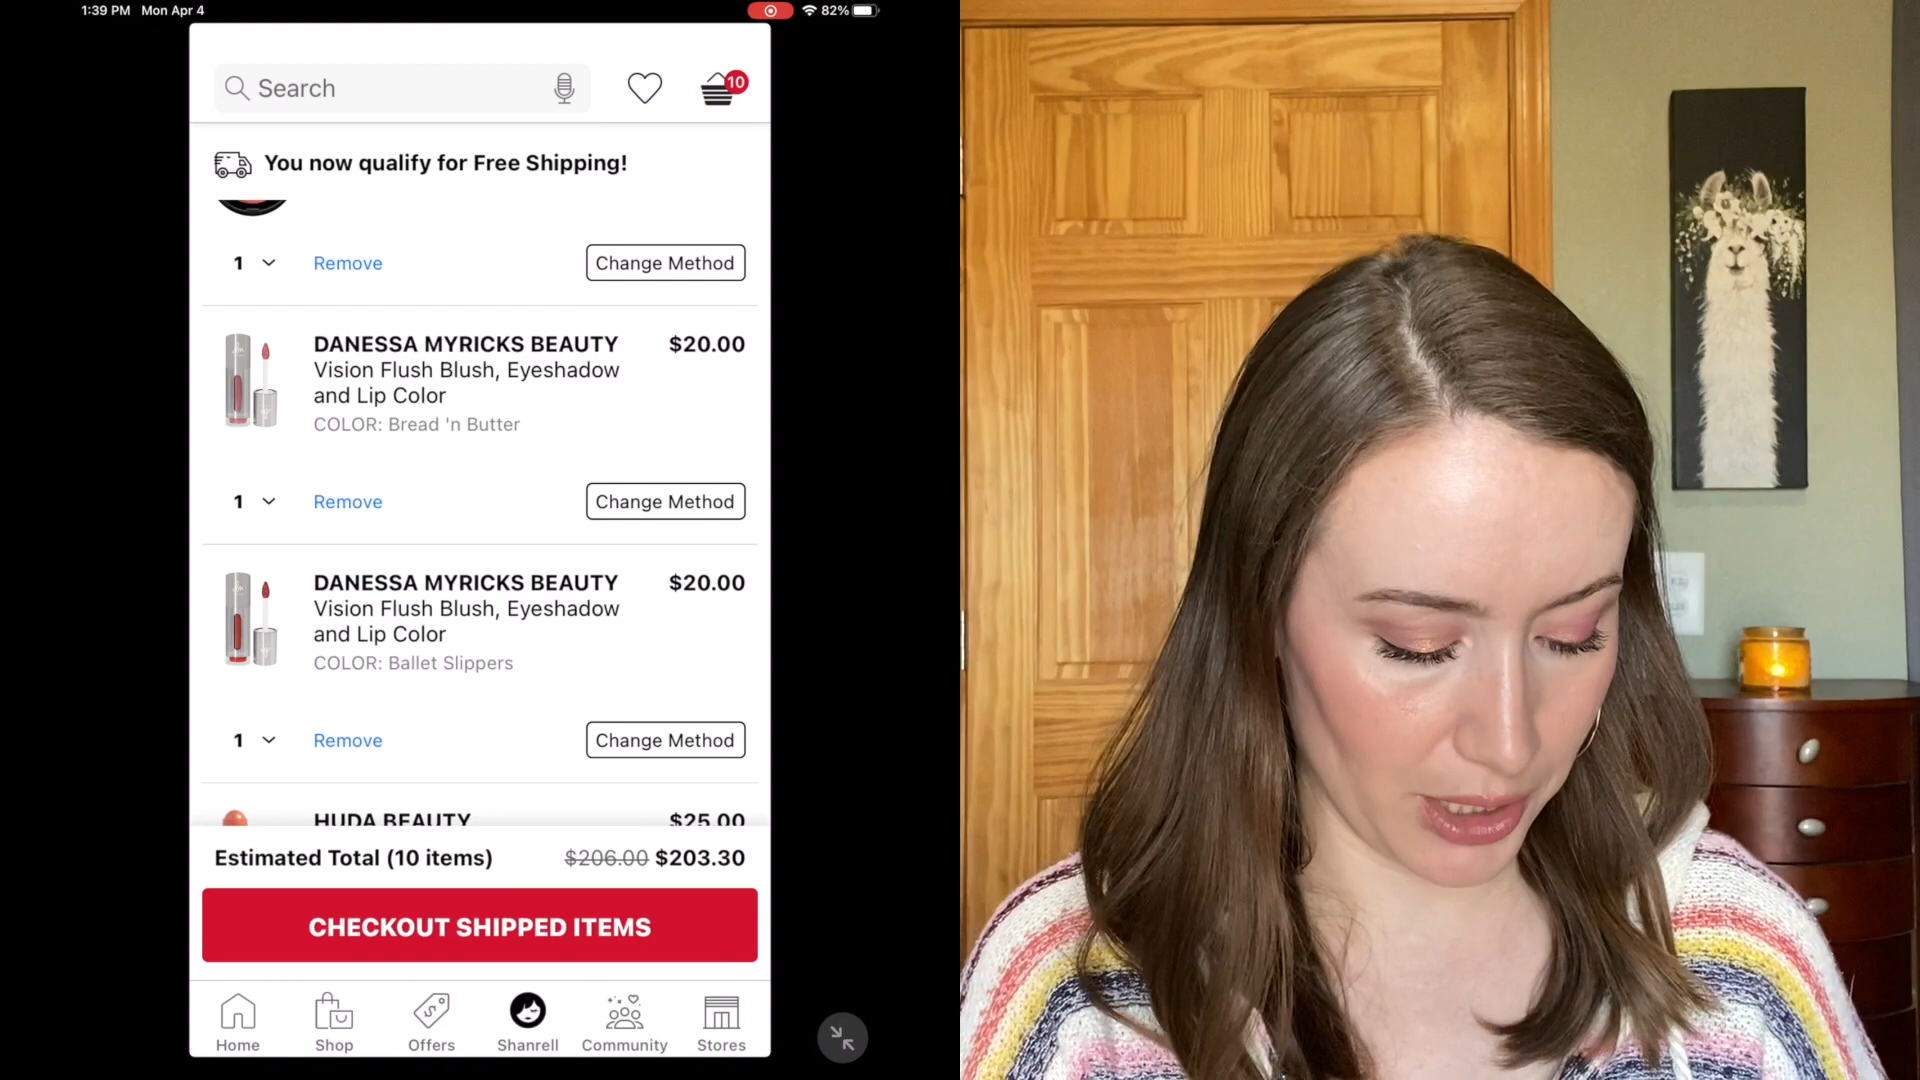 1:39 PM Mon Apr 4
82%
Search
10
You now qualify for Free Shipping!
1 Remove Change Method
DANESSA MYRICKS BEAUTY $20.00
Vision Flush Blush, Eyeshadow
and Lip Color
COLOR: Bread 'n Butter
1 Remove Change Method
DANESSA MYRICKS BEAUTY $20.00
Vision Flush Blush, Eyeshadow
and Lip Color
COLOR: Ballet Slippers
1 Remove Change Method
HUDA BEAUTY $25.00
Estimated Total (10 items) $206.00 $203.30
CHECKOUT SHIPPED ITEMS
Home Shop Offers Shanrell Community Stores